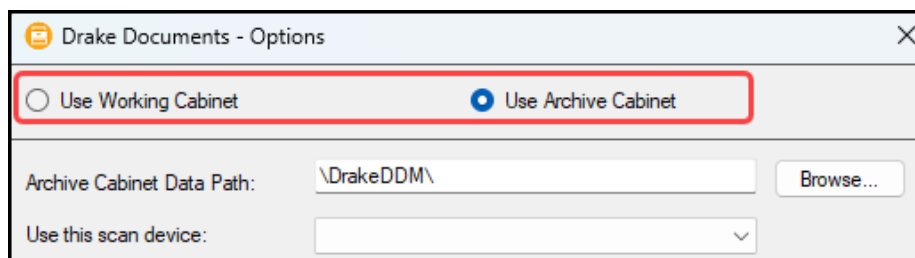 Drake Documents - Options
Use Working Cabinet Use Archive Cabinet
Archive Cabinet Data Path: \DrakeDDM\ Browse...
Use this scan device: